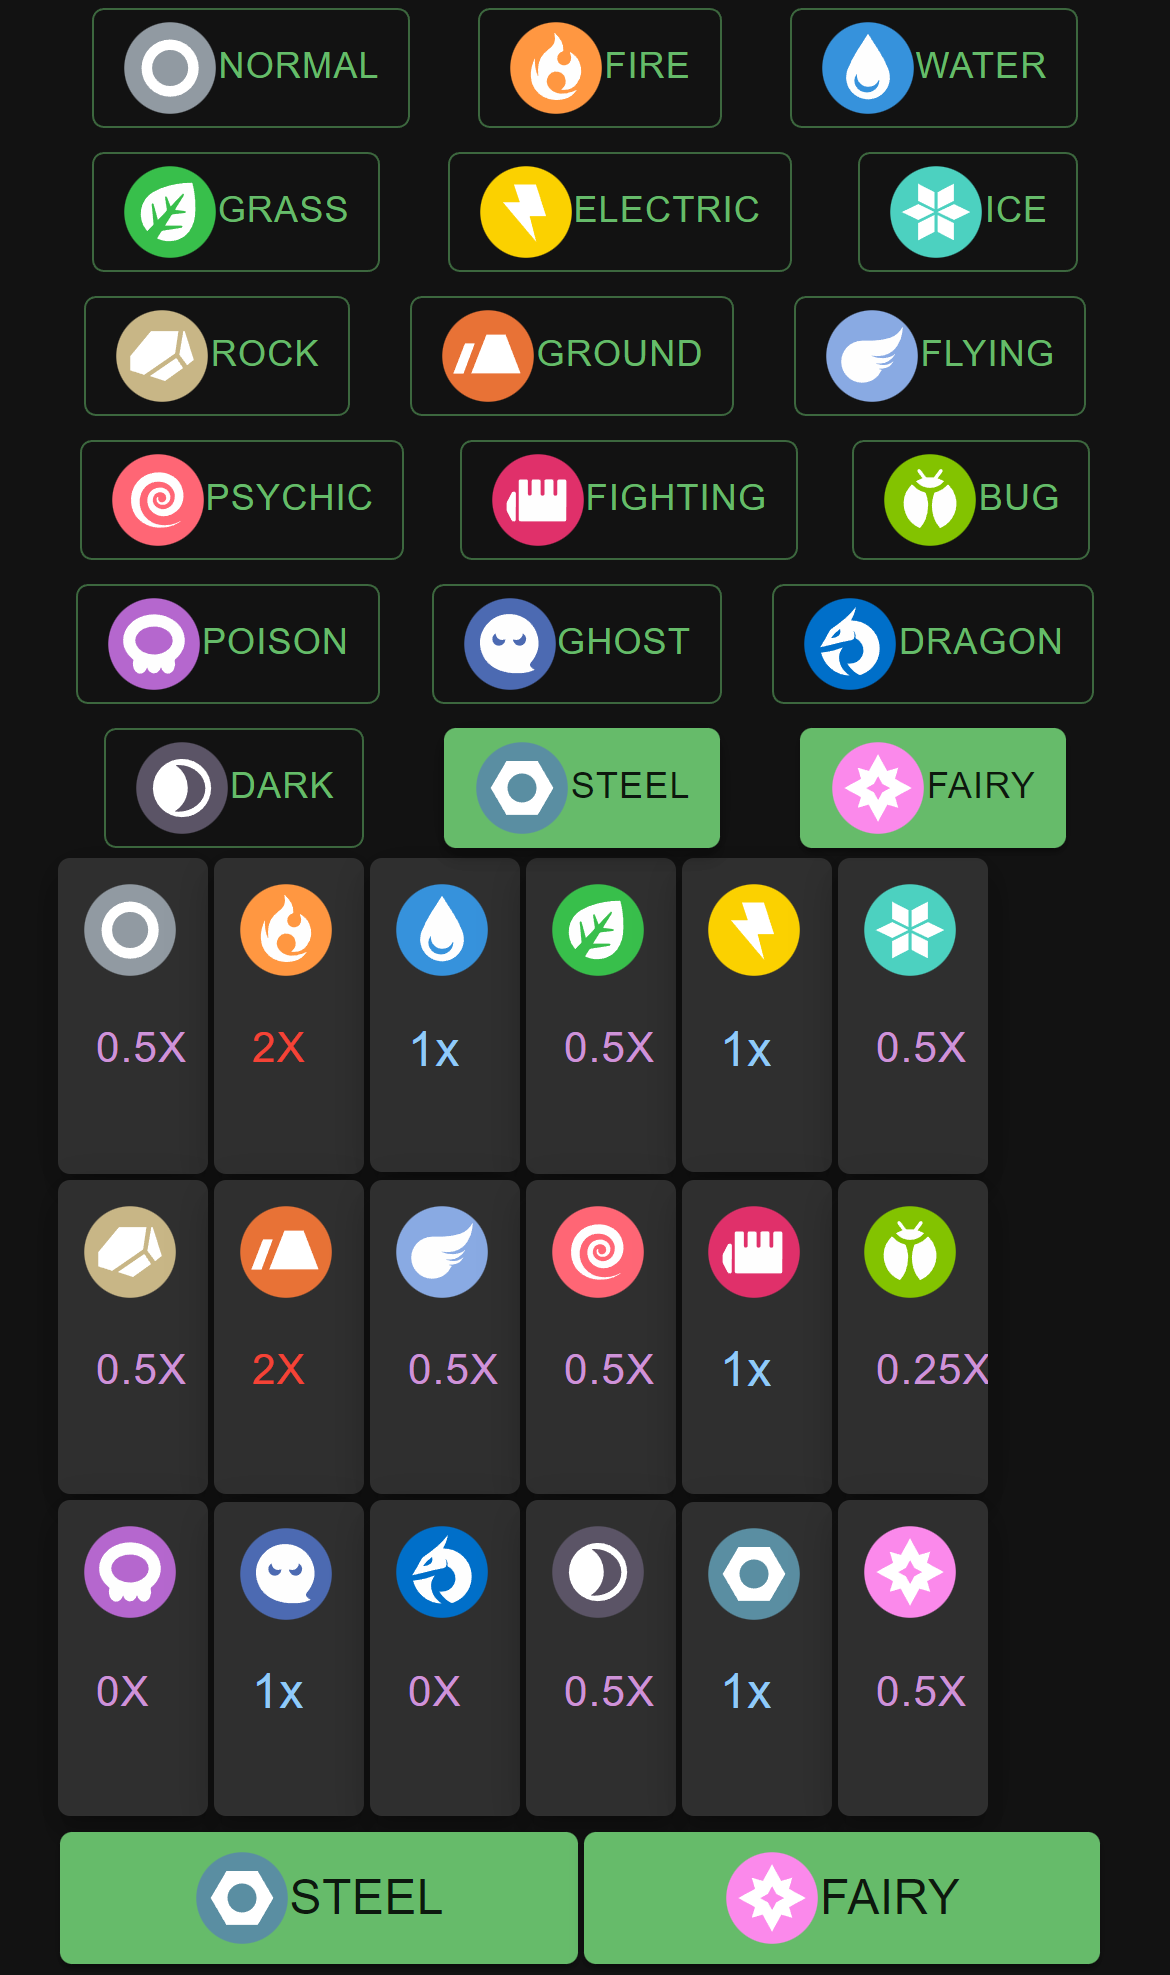 NORMAL FIRE WATER
GRASS ELECTRIC ICE
ROCK GROUND FLYING
PSYCHIC FIGHTING BUG
POISON GHOST DRAGON
DARK STEEL FAIRY
0.5X 2X 1x 0.5X 1x 0.5X
0.5X 2X 0.5X 0.5X 1x 0.25X
0X 1x 0X 0.5X 1x 0.5X
STEEL FAIRY